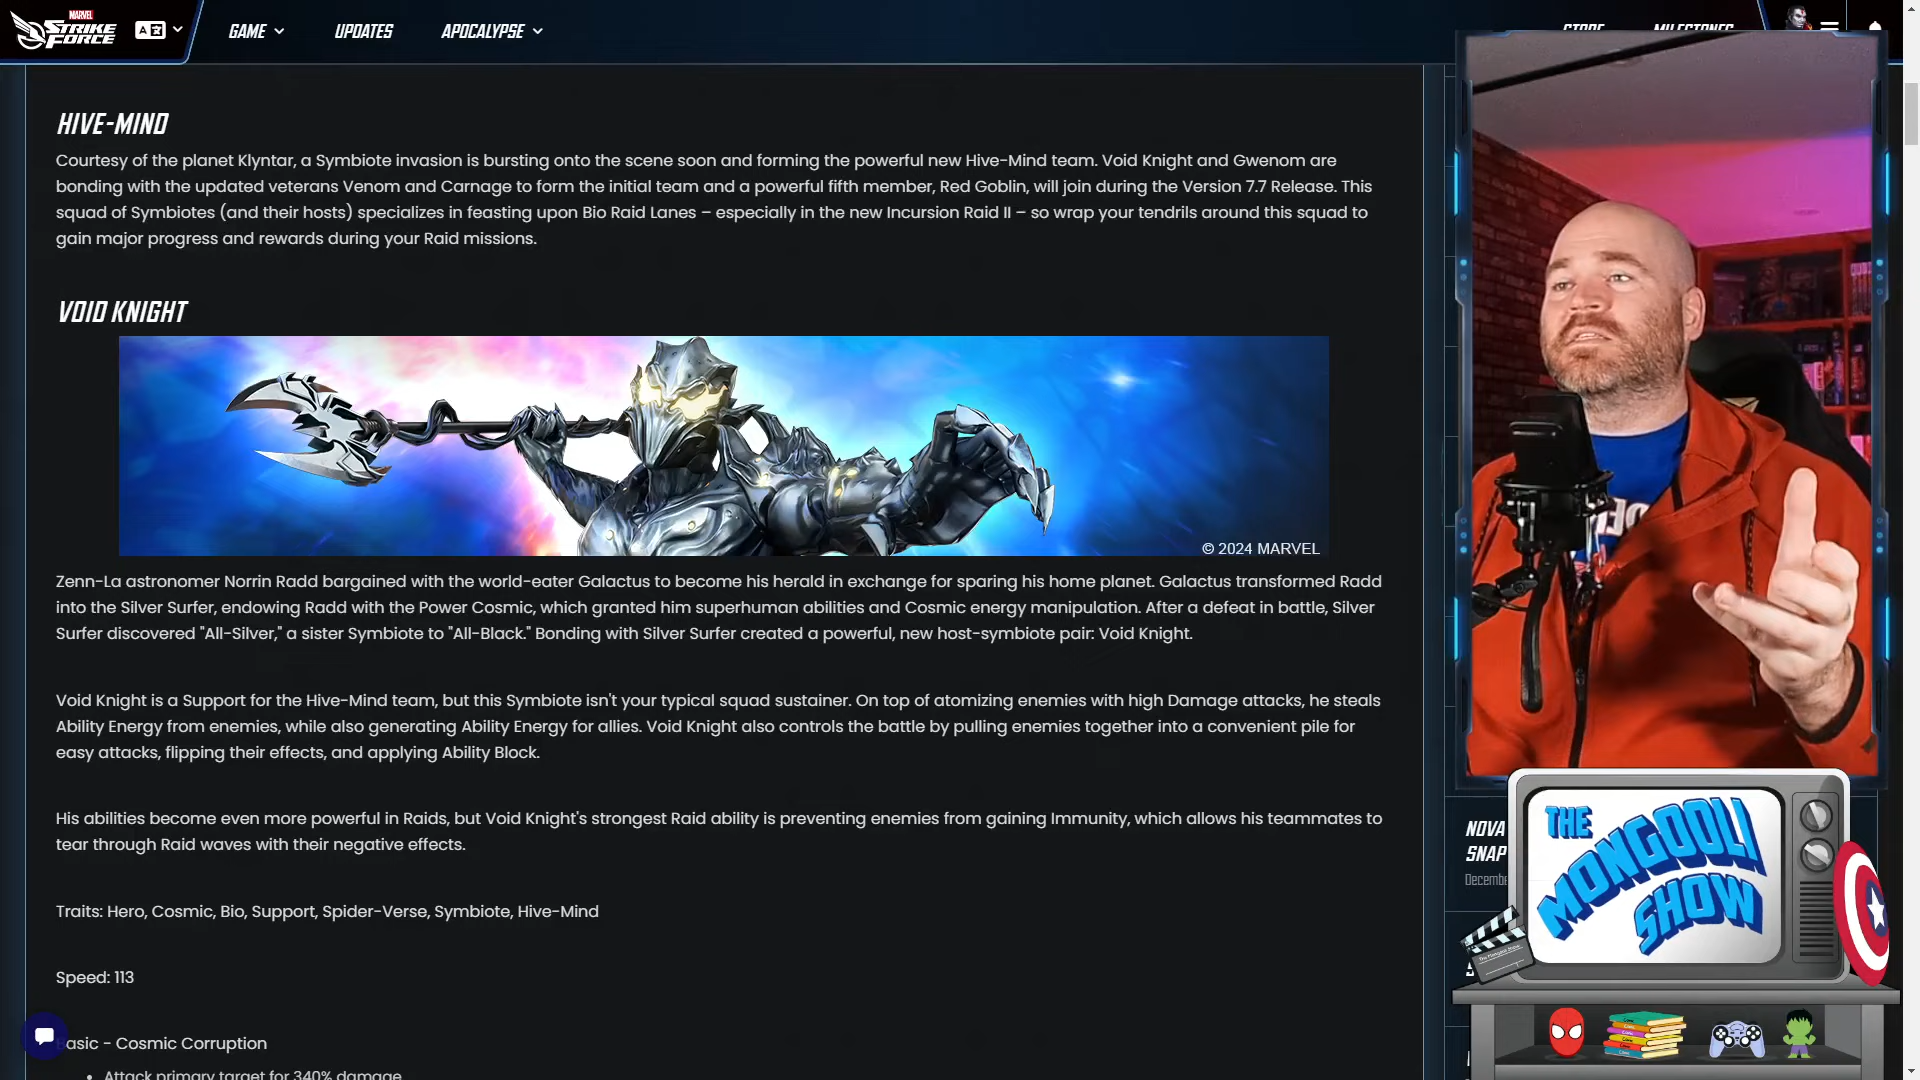 MARVEL
STRIKE
FORCE
GAME
UPDATES
APOCALYPSE
STORE
MILESTONES
HIVE-MIND
Courtesy of the planet Klyntar, a Symbiote invasion is bursting onto the scene soon and forming the powerful new Hive-Mind team. Void Knight and Gwenom are
bonding with the updated veterans Venom and Carnage to form the initial team and a powerful fifth member, Red Goblin, will join during the Version 7.7 Release. This
squad of Symbiotes (and their hosts) specializes in feasting upon Bio Raid Lanes – especially in the new Incursion Raid II – so wrap your tendrils around this squad to
gain major progress and rewards during your Raid missions.
VOID KNIGHT
© 2024 MARVEL
Zenn-La astronomer Norrin Radd bargained with the world-eater Galactus to become his herald in exchange for sparing his home planet. Galactus transformed Radd
into the Silver Surfer, endowing Radd with the Power Cosmic, which granted him superhuman abilities and Cosmic energy manipulation. After a defeat in battle, Silver
Surfer discovered "All-Silver," a sister Symbiote to "All-Black." Bonding with Silver Surfer created a powerful, new host-symbiote pair: Void Knight.
Void Knight is a Support for the Hive-Mind team, but this Symbiote isn't your typical squad sustainer. On top of atomizing enemies with high Damage attacks, he steals
Ability Energy from enemies, while also generating Ability Energy for allies. Void Knight also controls the battle by pulling enemies together into a convenient pile for
easy attacks, flipping their effects, and applying Ability Block.
His abilities become even more powerful in Raids, but Void Knight's strongest Raid ability is preventing enemies from gaining Immunity, which allows his teammates to
tear through Raid waves with their negative effects.
Traits: Hero, Cosmic, Bio, Support, Spider-Verse, Symbiote, Hive-Mind
Speed: 113
Basic - Cosmic Corruption
• Attack primary target for 340% damage
NOVA
SNAP
Decembe
THE
MONGOOLI
SHOW